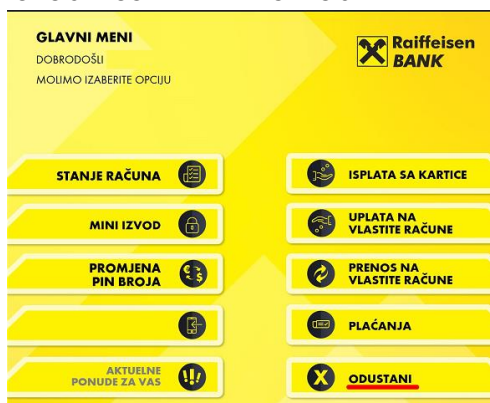 GLAVNI MENI
DOBRODOŠLI
MOLIMO IZABERITE OPCIJU
Raiffeisen
BANK
STANJE RAČUNA
MINI IZVOD
PROMJENA
PIN BROJA
AKTUELNE
PONUDE ZA VAS
ISPLATA SA KARTICE
UPLATA NA
VLASTITE RAČUNE
PRENOS NA
VLASTITE RAČUNE
PLAĆANJA
ODUSTANI